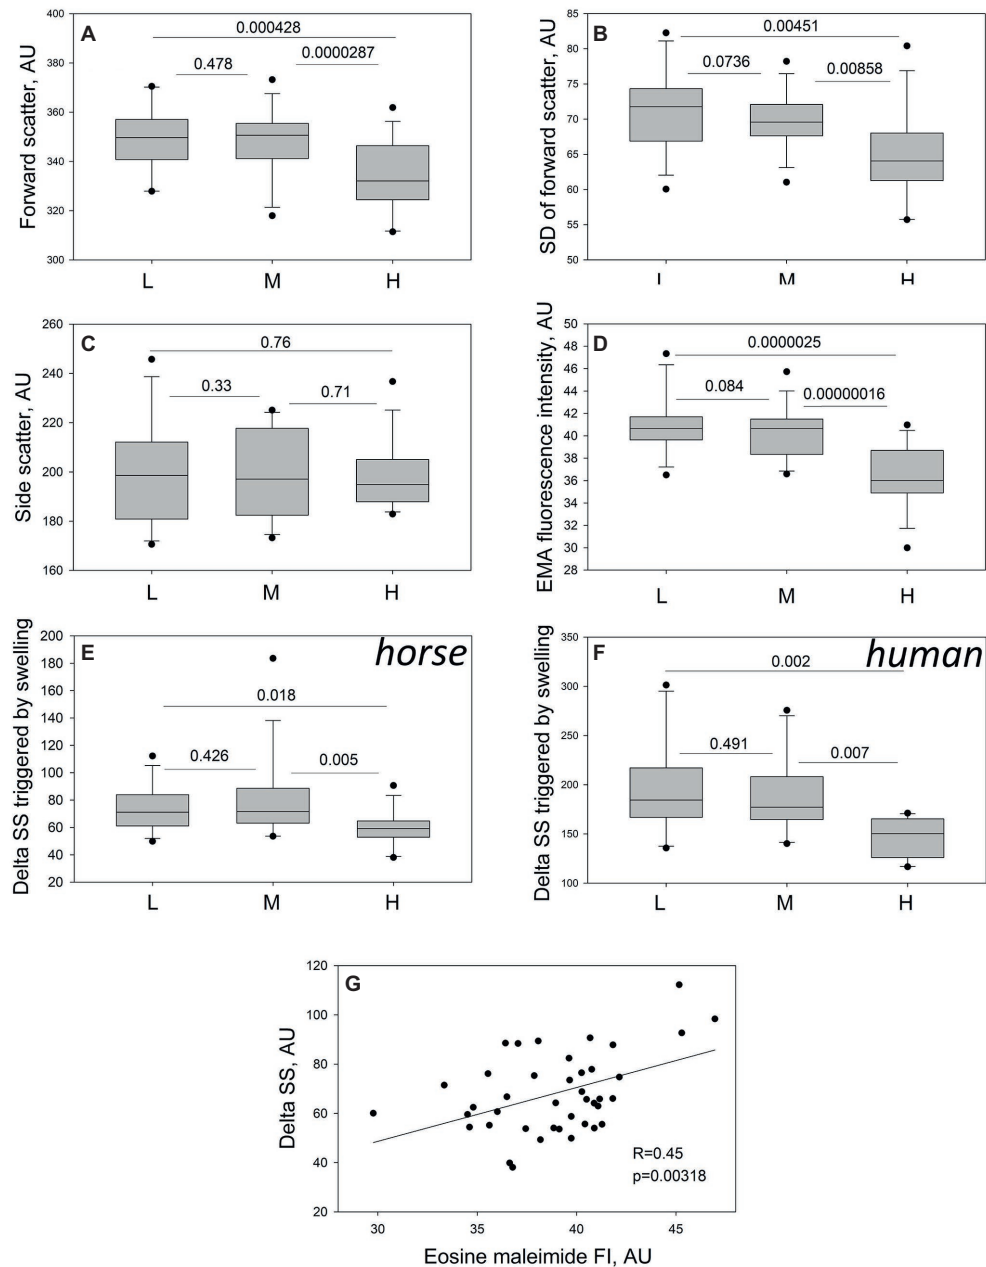 A
Forward scatter, AU
400
380
360
340
320
300
0.000428
0.478
0.0000287
L M H
B
SD of forward scatter, AU
85
80
75
70
65
60
55
50
0.00451
0.0736
0.00858
M H
C
Side scatter, AU
260
240
220
200
180
160
0.76
0.33
0.71
L M H
D
EMA fluorescence intensity, AU
50
48
46
44
42
40
38
36
34
32
30
28
0.0000025
0.084
0.00000016
L M H
E
horse
Delta SS triggered by swelling
200
180
160
140
120
100
80
60
40
20
0.018
0.426
0.005
L M H
F
human
Delta SS triggered by swelling
350
300
250
200
150
100
0.002
0.491
0.007
L M H
G
Delta SS, AU
120
100
80
60
40
20
R=0.45
p=0.00318
30 35 40 45
Eosine maleimide FI, AU